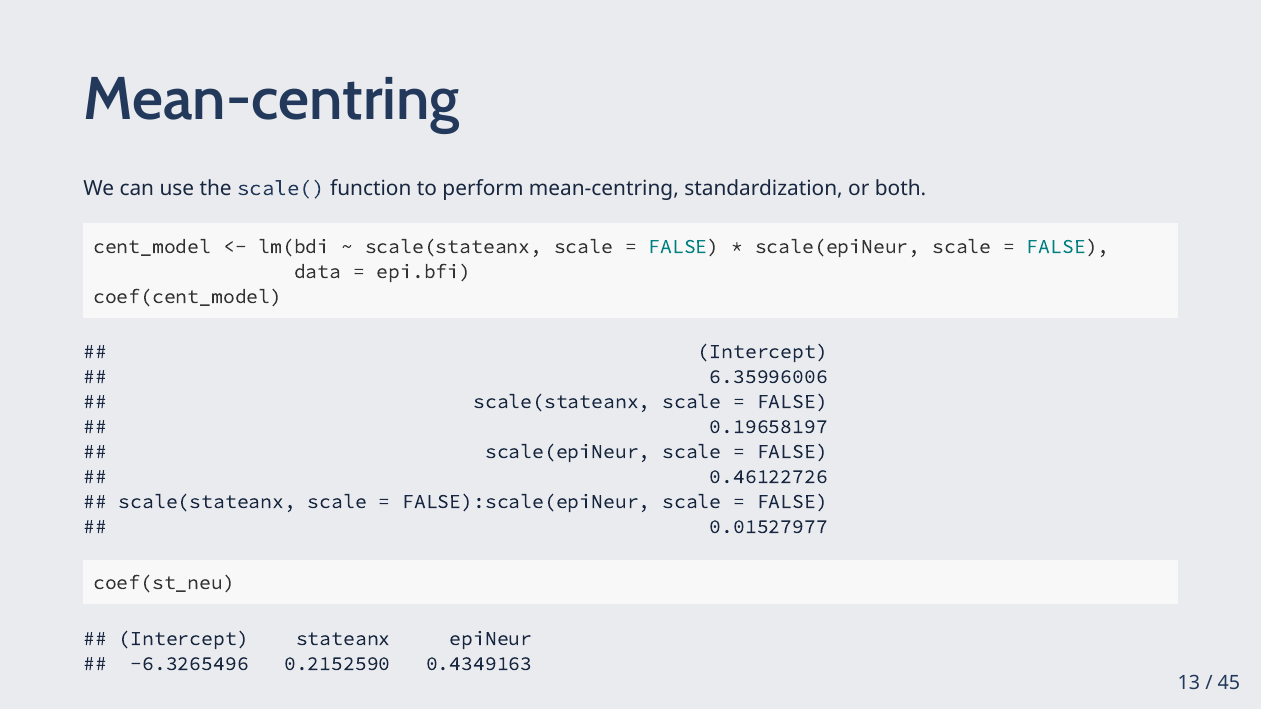 Mean-centring
We can use the scale() function to perform mean-centring, standardization, or both.
cent_model <- lm(bdi ~ scale(stateanx, scale = FALSE) * scale(epiNeur, scale = FALSE),
                 data = epi.bfi)
coef(cent_model)
##                                                  (Intercept)
##                                                   6.35996006
##                               scale(stateanx, scale = FALSE)
##                                                   0.19658197
##                                scale(epiNeur, scale = FALSE)
##                                                   0.46122726
## scale(stateanx, scale = FALSE):scale(epiNeur, scale = FALSE)
##                                                   0.01527977
coef(st_neu)
## (Intercept)    stateanx     epiNeur
##  -6.3265496   0.2152590   0.4349163
13 / 45